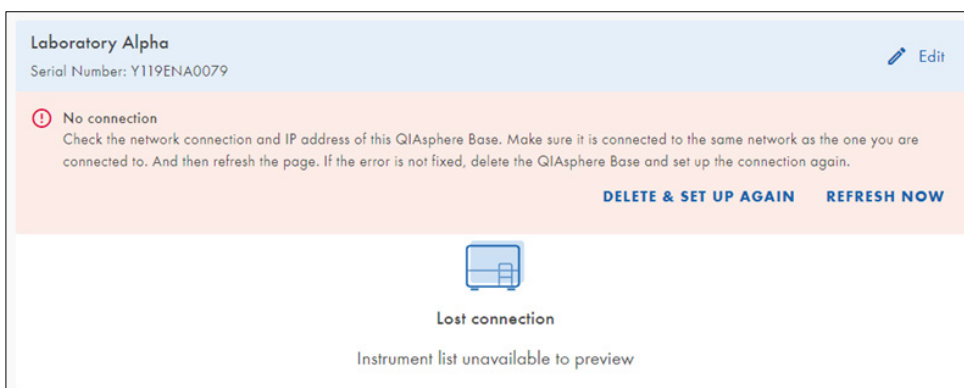 Laboratory Alpha
Edit
Serial Number: Y119ENA0079
No connection
Check the network connection and IP address of this QIAsphere Base. Make sure it is connected to the same network as the one you are
connected to. And then refresh the page. If the error is not fixed, delete the QIAsphere Base and set up the connection again.
DELETE & SET UP AGAIN REFRESH NOW
Lost connection
Instrument list unavailable to preview